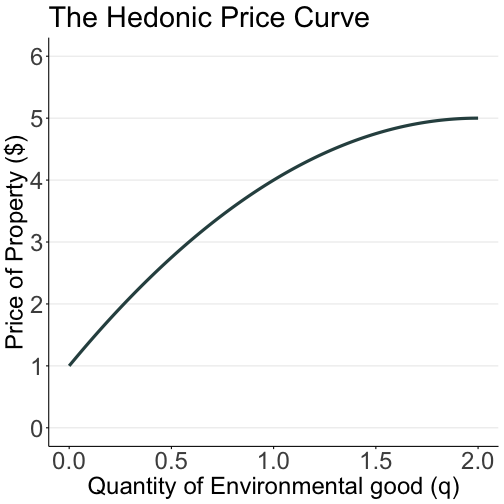 The Hedonic Price Curve
Price of Property ($)
6
5
4
3
2
1
0
0.0 0.5 1.0 1.5 2.0
Quantity of Environmental good (q)